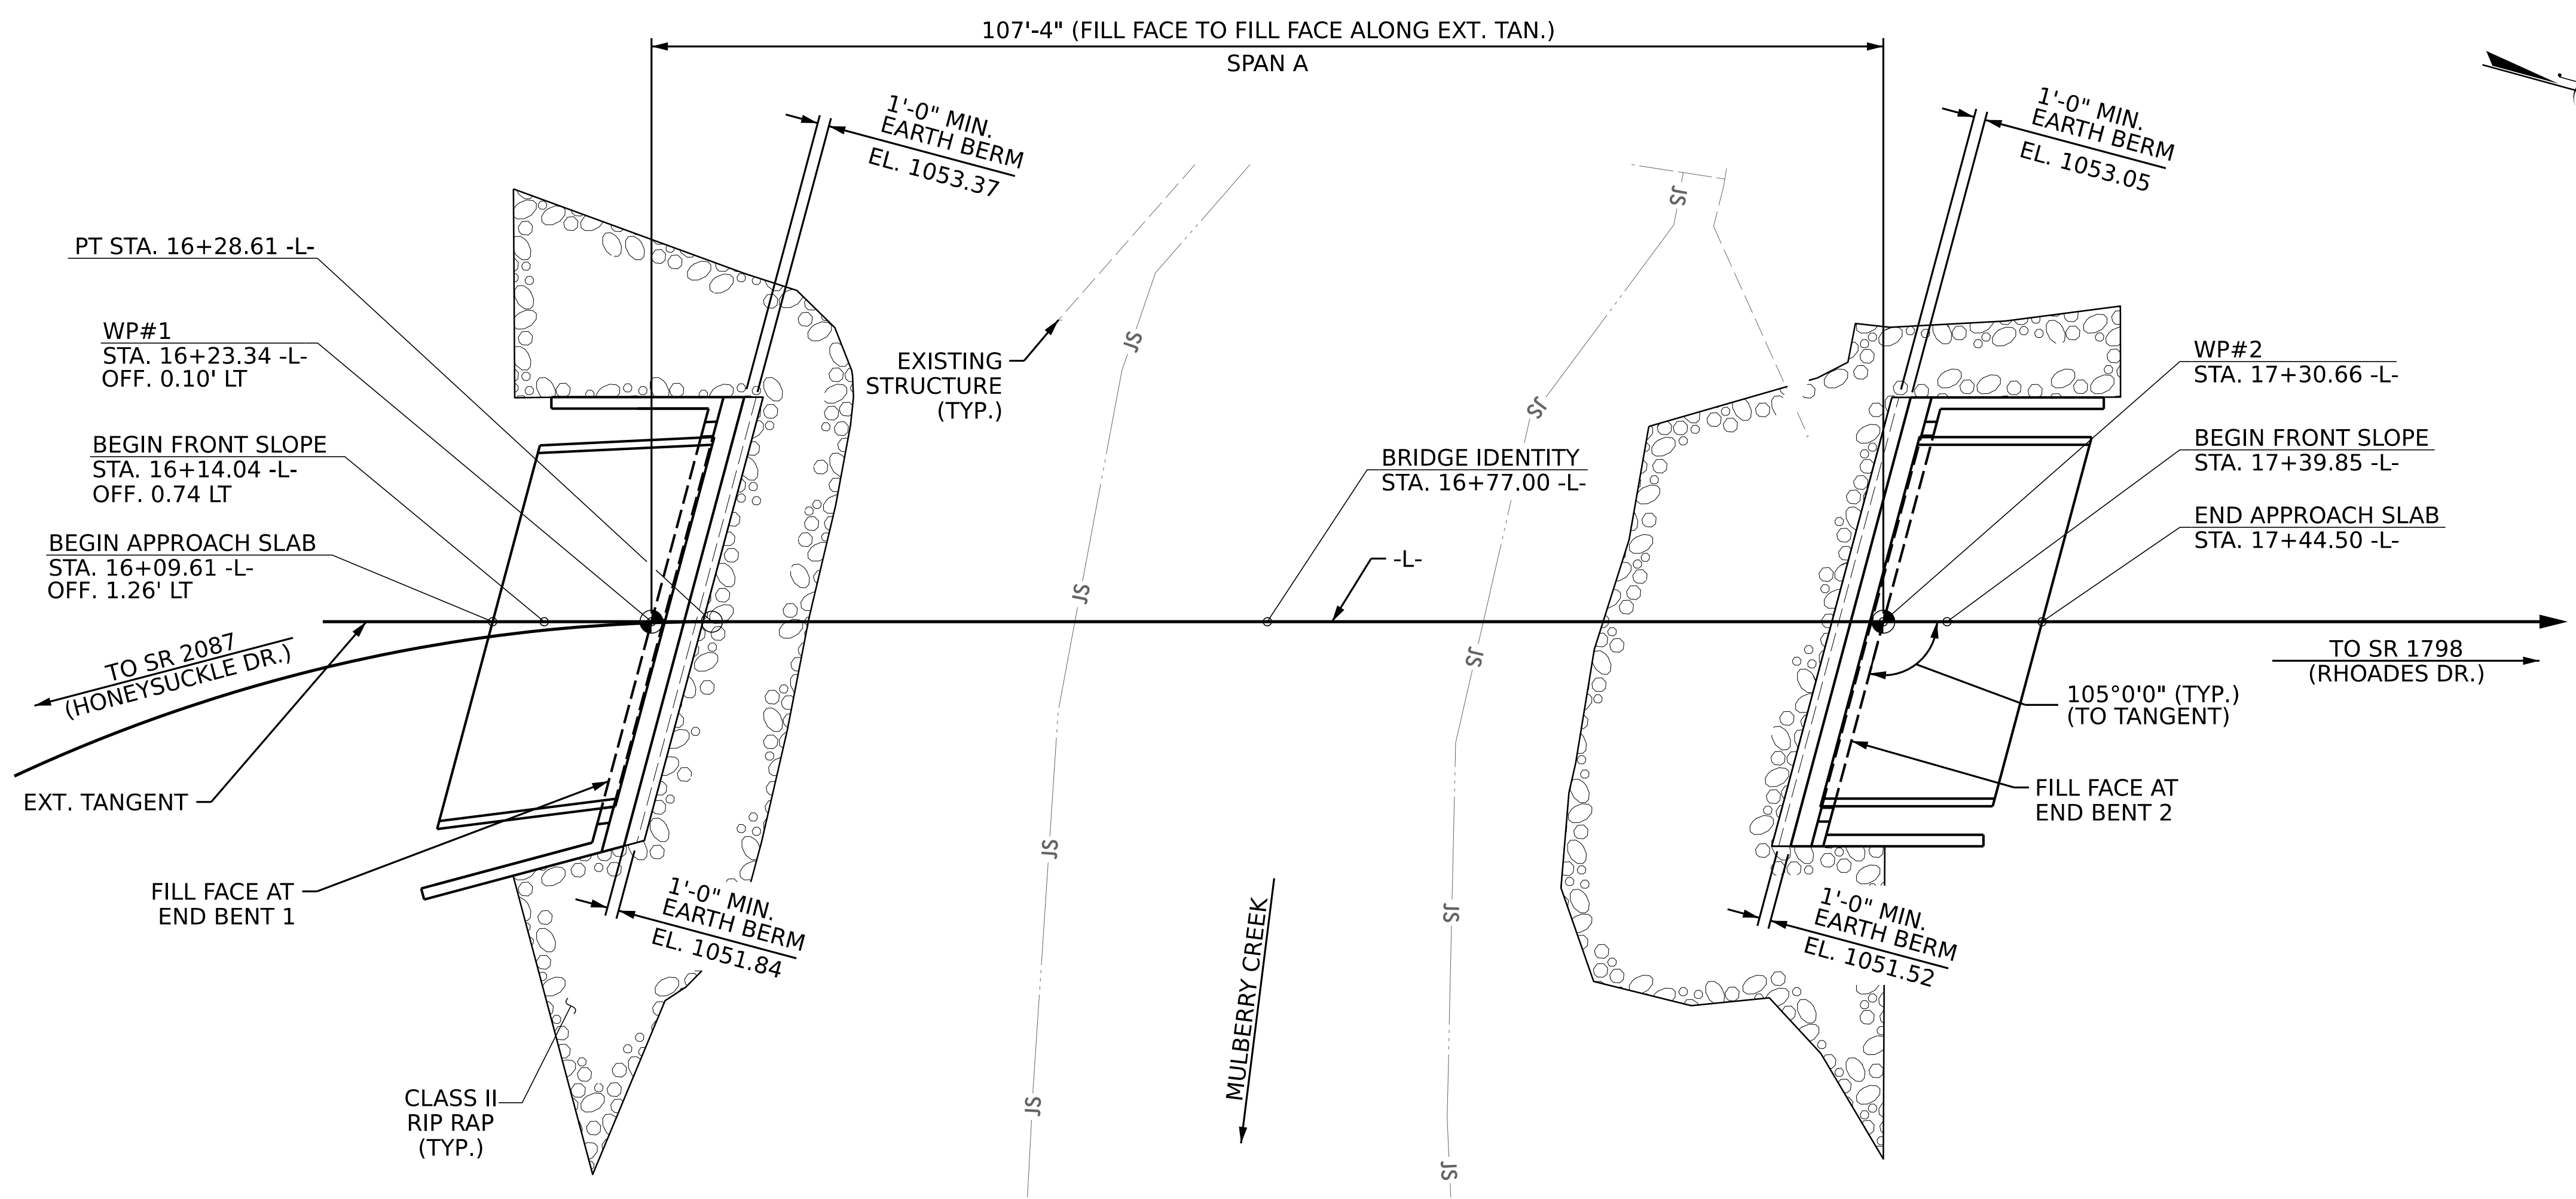 107'-4" (FILL FACE TO FILL FACE ALONG EXT. TAN.)
SPAN A
1'-0" MIN.
EARTH BERM
EL. 1053.37
1'-0" MIN.
EARTH BERM
EL. 1053.05
PT STA. 16+28.61 -L-
WP#1
STA. 16+23.34 -L-
OFF. 0.10' LT
BEGIN FRONT SLOPE
STA. 16+14.04 -L-
OFF. 0.74 LT
BEGIN APPROACH SLAB
STA. 16+09.61 -L-
OFF. 1.26' LT
TO SR 2087
(HONEYSUCKLE DR.)
EXT. TANGENT
FILL FACE AT
END BENT 1
CLASS II
RIP RAP
(TYP.)
1'-0" MIN.
EARTH BERM
EL. 1051.84
EXISTING
STRUCTURE
(TYP.)
JS
JS
JS
JS
BRIDGE IDENTITY
STA. 16+77.00 -L-
-L-
MULBERRY CREEK
JS
JS
JS
JS
JS
WP#2
STA. 17+30.66 -L-
BEGIN FRONT SLOPE
STA. 17+39.85 -L-
END APPROACH SLAB
STA. 17+44.50 -L-
TO SR 1798
(RHOADES DR.)
105°0'0" (TYP.)
(TO TANGENT)
FILL FACE AT
END BENT 2
1'-0" MIN.
EARTH BERM
EL. 1051.52